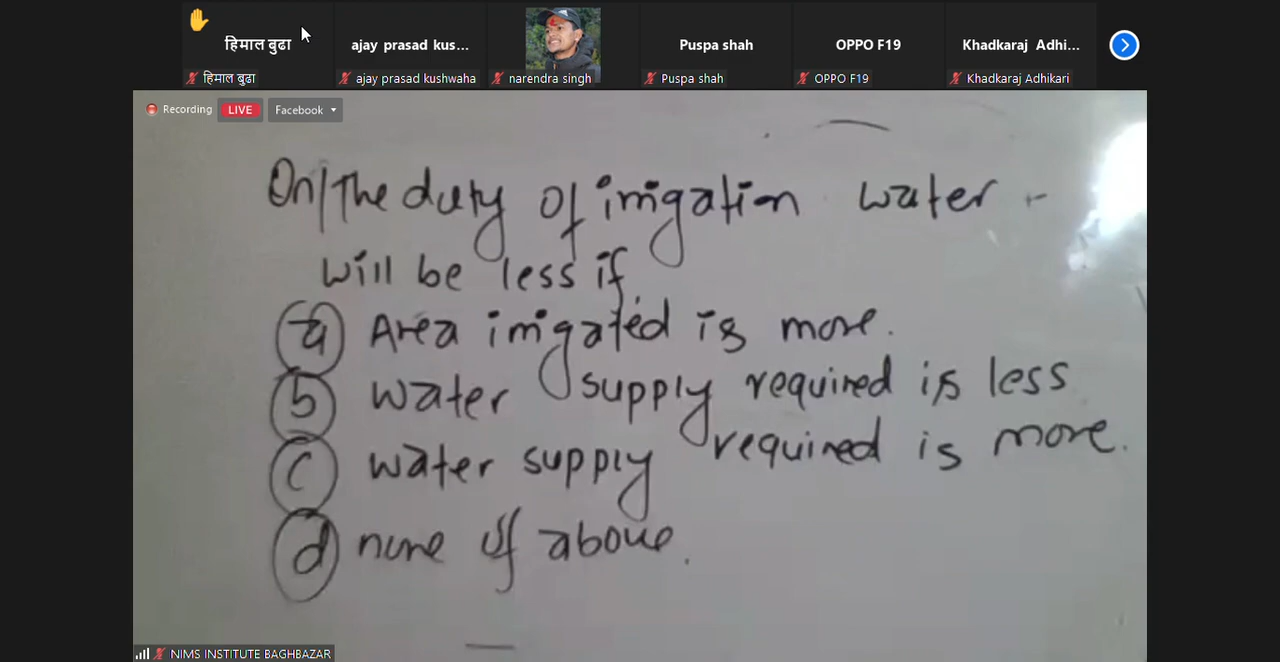 हिमाल बुढा
ajay prasad kus...
Puspa shah
OPPO F19
Khadkaraj Adhi...
हिमाल बुढा
ajay prasad kushwaha
narendra singh
Puspa shah
OPPO F19
Khadkaraj Adhikari
Recording LIVE Facebook
Qn/ The duty of irrigation water
will be less if
a Area irrigated is more.
b water supply required is less
c water supply required is more.
d none of above.
NIMS INSTITUTE BAGHBAZAR